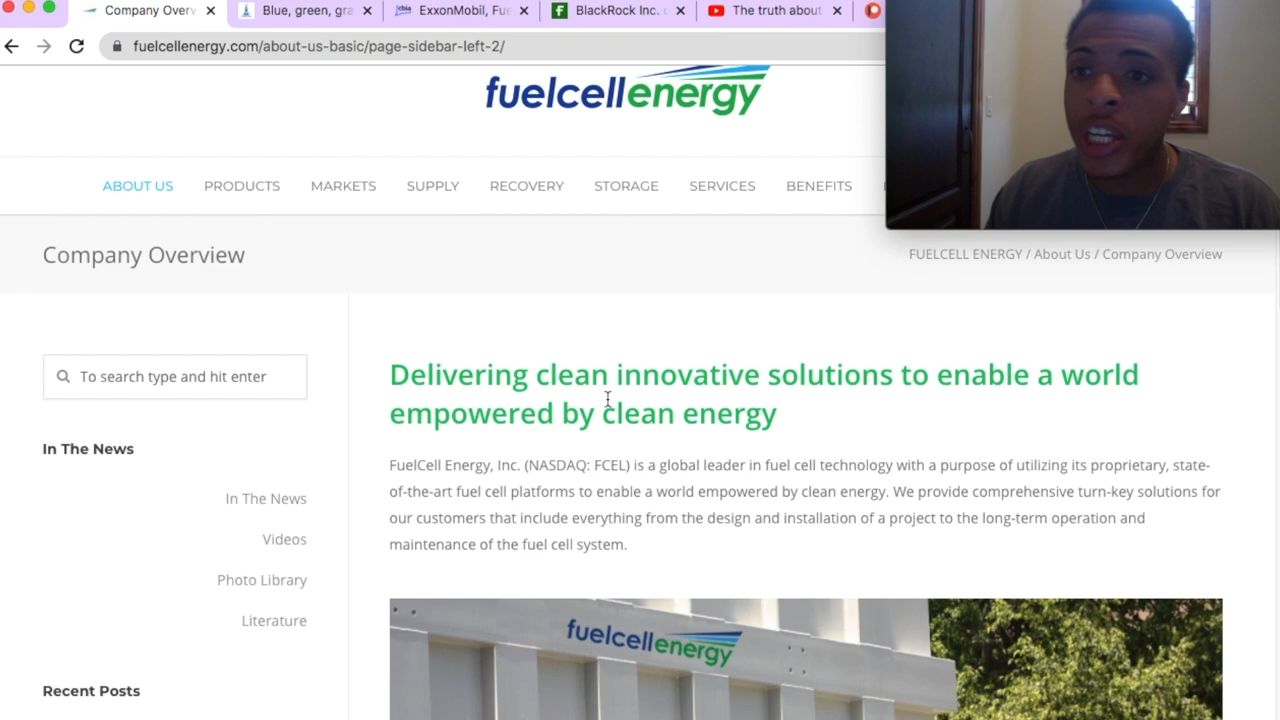 Company Overv
Blue, green, gra
cbia
ExxonMobil, Fue
BlackRock Inc.
The truth about
fuelcellenergy.com/about-us-basic/page-sidebar-left-2/
fuelcellenergy
ABOUT US PRODUCTS MARKETS SUPPLY RECOVERY STORAGE SERVICES BENEFITS
Company Overview
FUELCELL ENERGY / About Us / Company Overview
To search type and hit enter
In The News
In The News
Videos
Photo Library
Literature
Recent Posts
Delivering clean innovative solutions to enable a world
empowered by clean energy
FuelCell Energy, Inc. (NASDAQ: FCEL) is a global leader in fuel cell technology with a purpose of utilizing its proprietary, state-
of-the-art fuel cell platforms to enable a world empowered by clean energy. We provide comprehensive turn-key solutions for
our customers that include everything from the design and installation of a project to the long-term operation and
maintenance of the fuel cell system.
fuelcellenergy